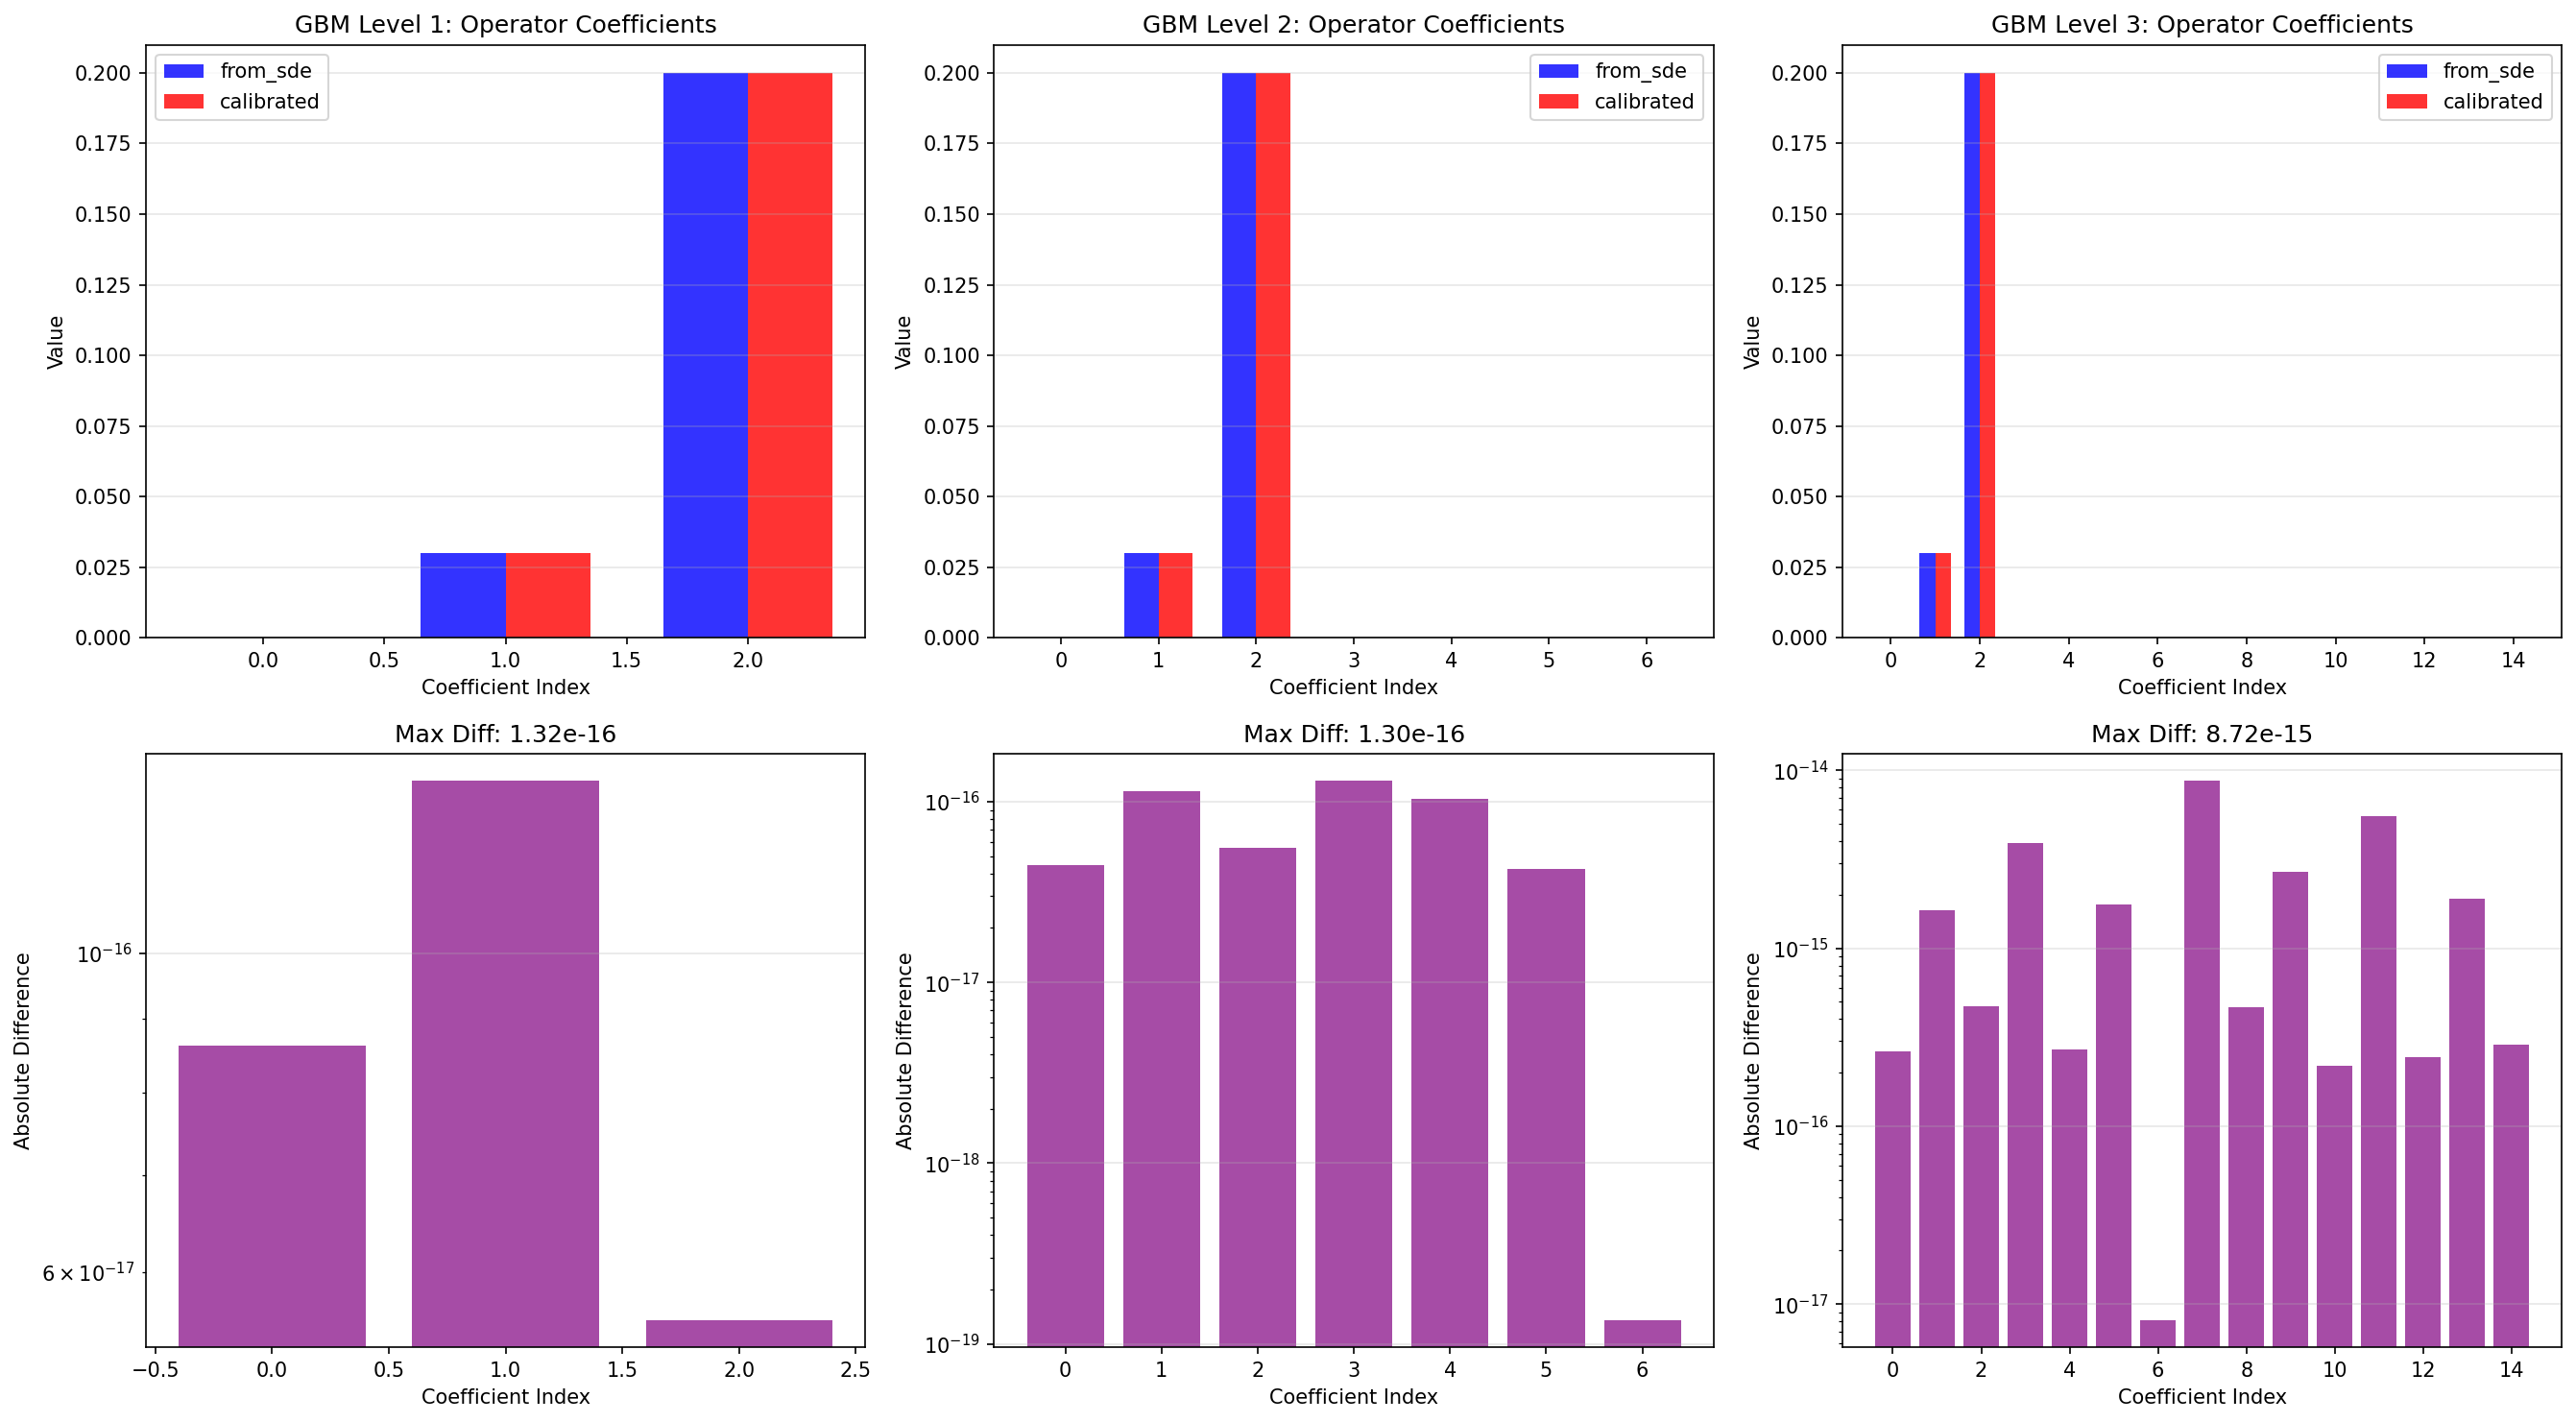 GBM Level 1: Operator Coefficients
0.200
0.175
0.150
0.125
0.100
0.075
0.050
0.025
0.000
Value
from_sde
calibrated
0.0 0.5 1.0 1.5 2.0
Coefficient Index
GBM Level 2: Operator Coefficients
0.200
0.175
0.150
0.125
0.100
0.075
0.050
0.025
0.000
Value
from_sde
calibrated
0 1 2 3 4 5 6
Coefficient Index
GBM Level 3: Operator Coefficients
0.200
0.175
0.150
0.125
0.100
0.075
0.050
0.025
0.000
Value
from_sde
calibrated
0 2 4 6 8 10 12 14
Coefficient Index
Max Diff: 1.32e-16
10⁻¹⁶
6 × 10⁻¹⁷
Absolute Difference
−0.5 0.0 0.5 1.0 1.5 2.0 2.5
Coefficient Index
Max Diff: 1.30e-16
10⁻¹⁶
10⁻¹⁷
10⁻¹⁸
10⁻¹⁹
Absolute Difference
0 1 2 3 4 5 6
Coefficient Index
Max Diff: 8.72e-15
10⁻¹⁴
10⁻¹⁵
10⁻¹⁶
10⁻¹⁷
Absolute Difference
0 2 4 6 8 10 12 14
Coefficient Index